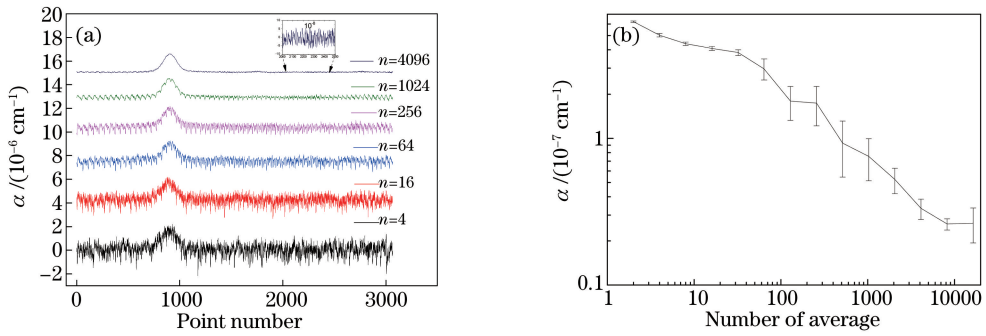 (a)
α /(10⁻⁶ cm⁻¹)
20
18
16
14
12
10
8
6
4
2
0
−2
10⁻⁸
n=4096
n=1024
n=256
n=64
n=16
n=4
0 1000 2000 3000
Point number
(b)
α /(10⁻⁷ cm⁻¹)
1
0.1
1 10 100 1000 10000
Number of average